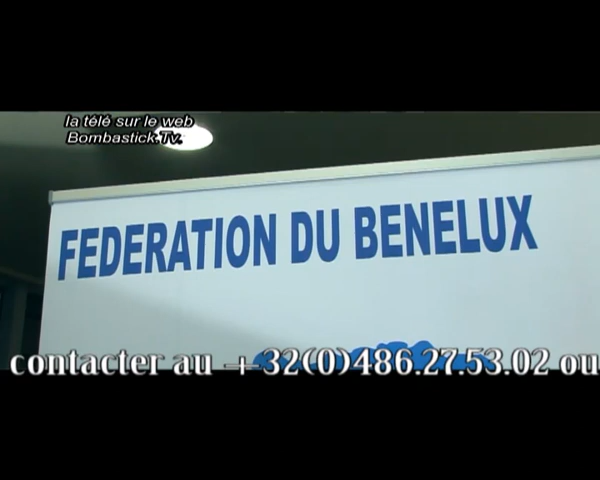 la télé sur le web
Bombastick.Tv.
FEDERATION DU BENELUX
contacter au +32(0)486.27.53.02 ou